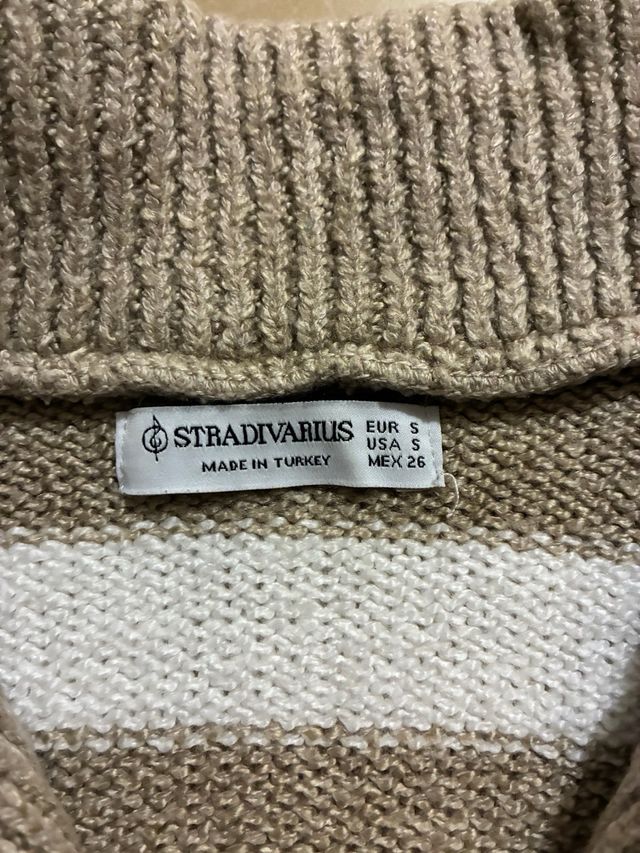 STRADIVARIUS
MADE IN TURKEY
EUR S
USA S
MEX 26